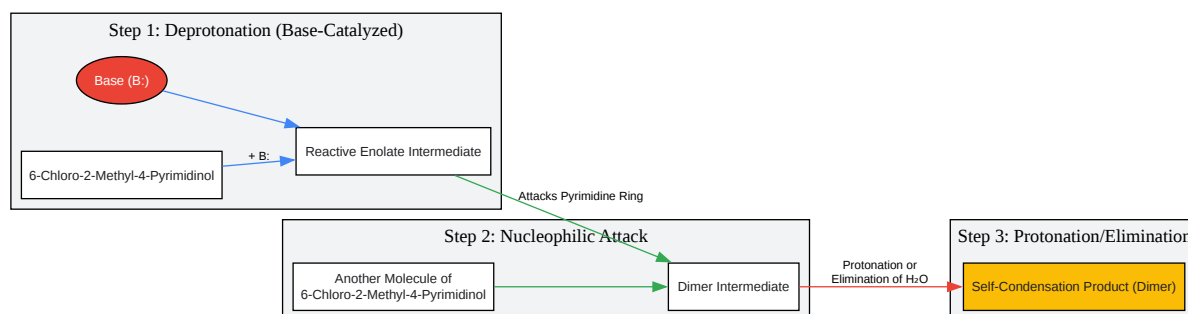 Step 1: Deprotonation (Base-Catalyzed)
Base (B:)
6-Chloro-2-Methyl-4-Pyrimidinol
+ B:
Reactive Enolate Intermediate
Attacks Pyrimidine Ring
Step 2: Nucleophilic Attack
Another Molecule of
6-Chloro-2-Methyl-4-Pyrimidinol
Dimer Intermediate
Protonation or
Elimination of H₂O
Step 3: Protonation/Elimination
Self-Condensation Product (Dimer)